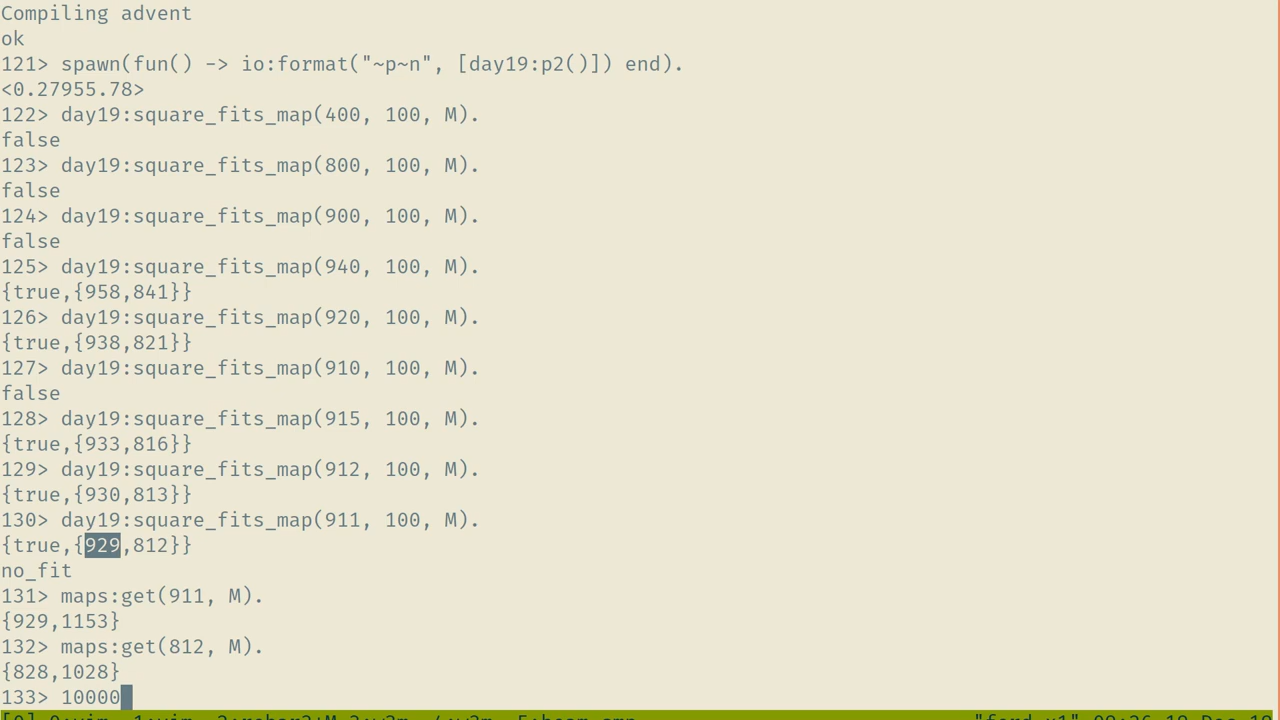 Compiling advent
ok
121> spawn(fun() -> io:format("~p~n", [day19:p2()]) end).
<0.27955.78>
122> day19:square_fits_map(400, 100, M).
false
123> day19:square_fits_map(800, 100, M).
false
124> day19:square_fits_map(900, 100, M).
false
125> day19:square_fits_map(940, 100, M).
{true,{958,841}}
126> day19:square_fits_map(920, 100, M).
{true,{938,821}}
127> day19:square_fits_map(910, 100, M).
false
128> day19:square_fits_map(915, 100, M).
{true,{933,816}}
129> day19:square_fits_map(912, 100, M).
{true,{930,813}}
130> day19:square_fits_map(911, 100, M).
{true,{929,812}}
no_fit
131> maps:get(911, M).
{929,1153}
132> maps:get(812, M).
{828,1028}
133> 10000